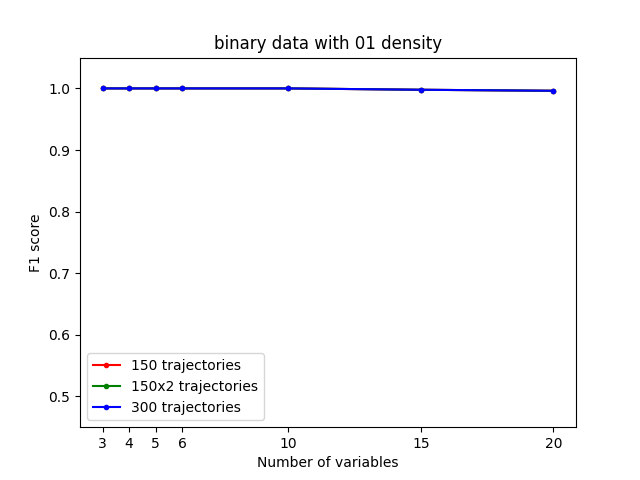 binary data with 01 density
F1 score
1.0
0.9
0.8
0.7
0.6
0.5
150 trajectories
150x2 trajectories
300 trajectories
3 4 5 6 10 15 20
Number of variables